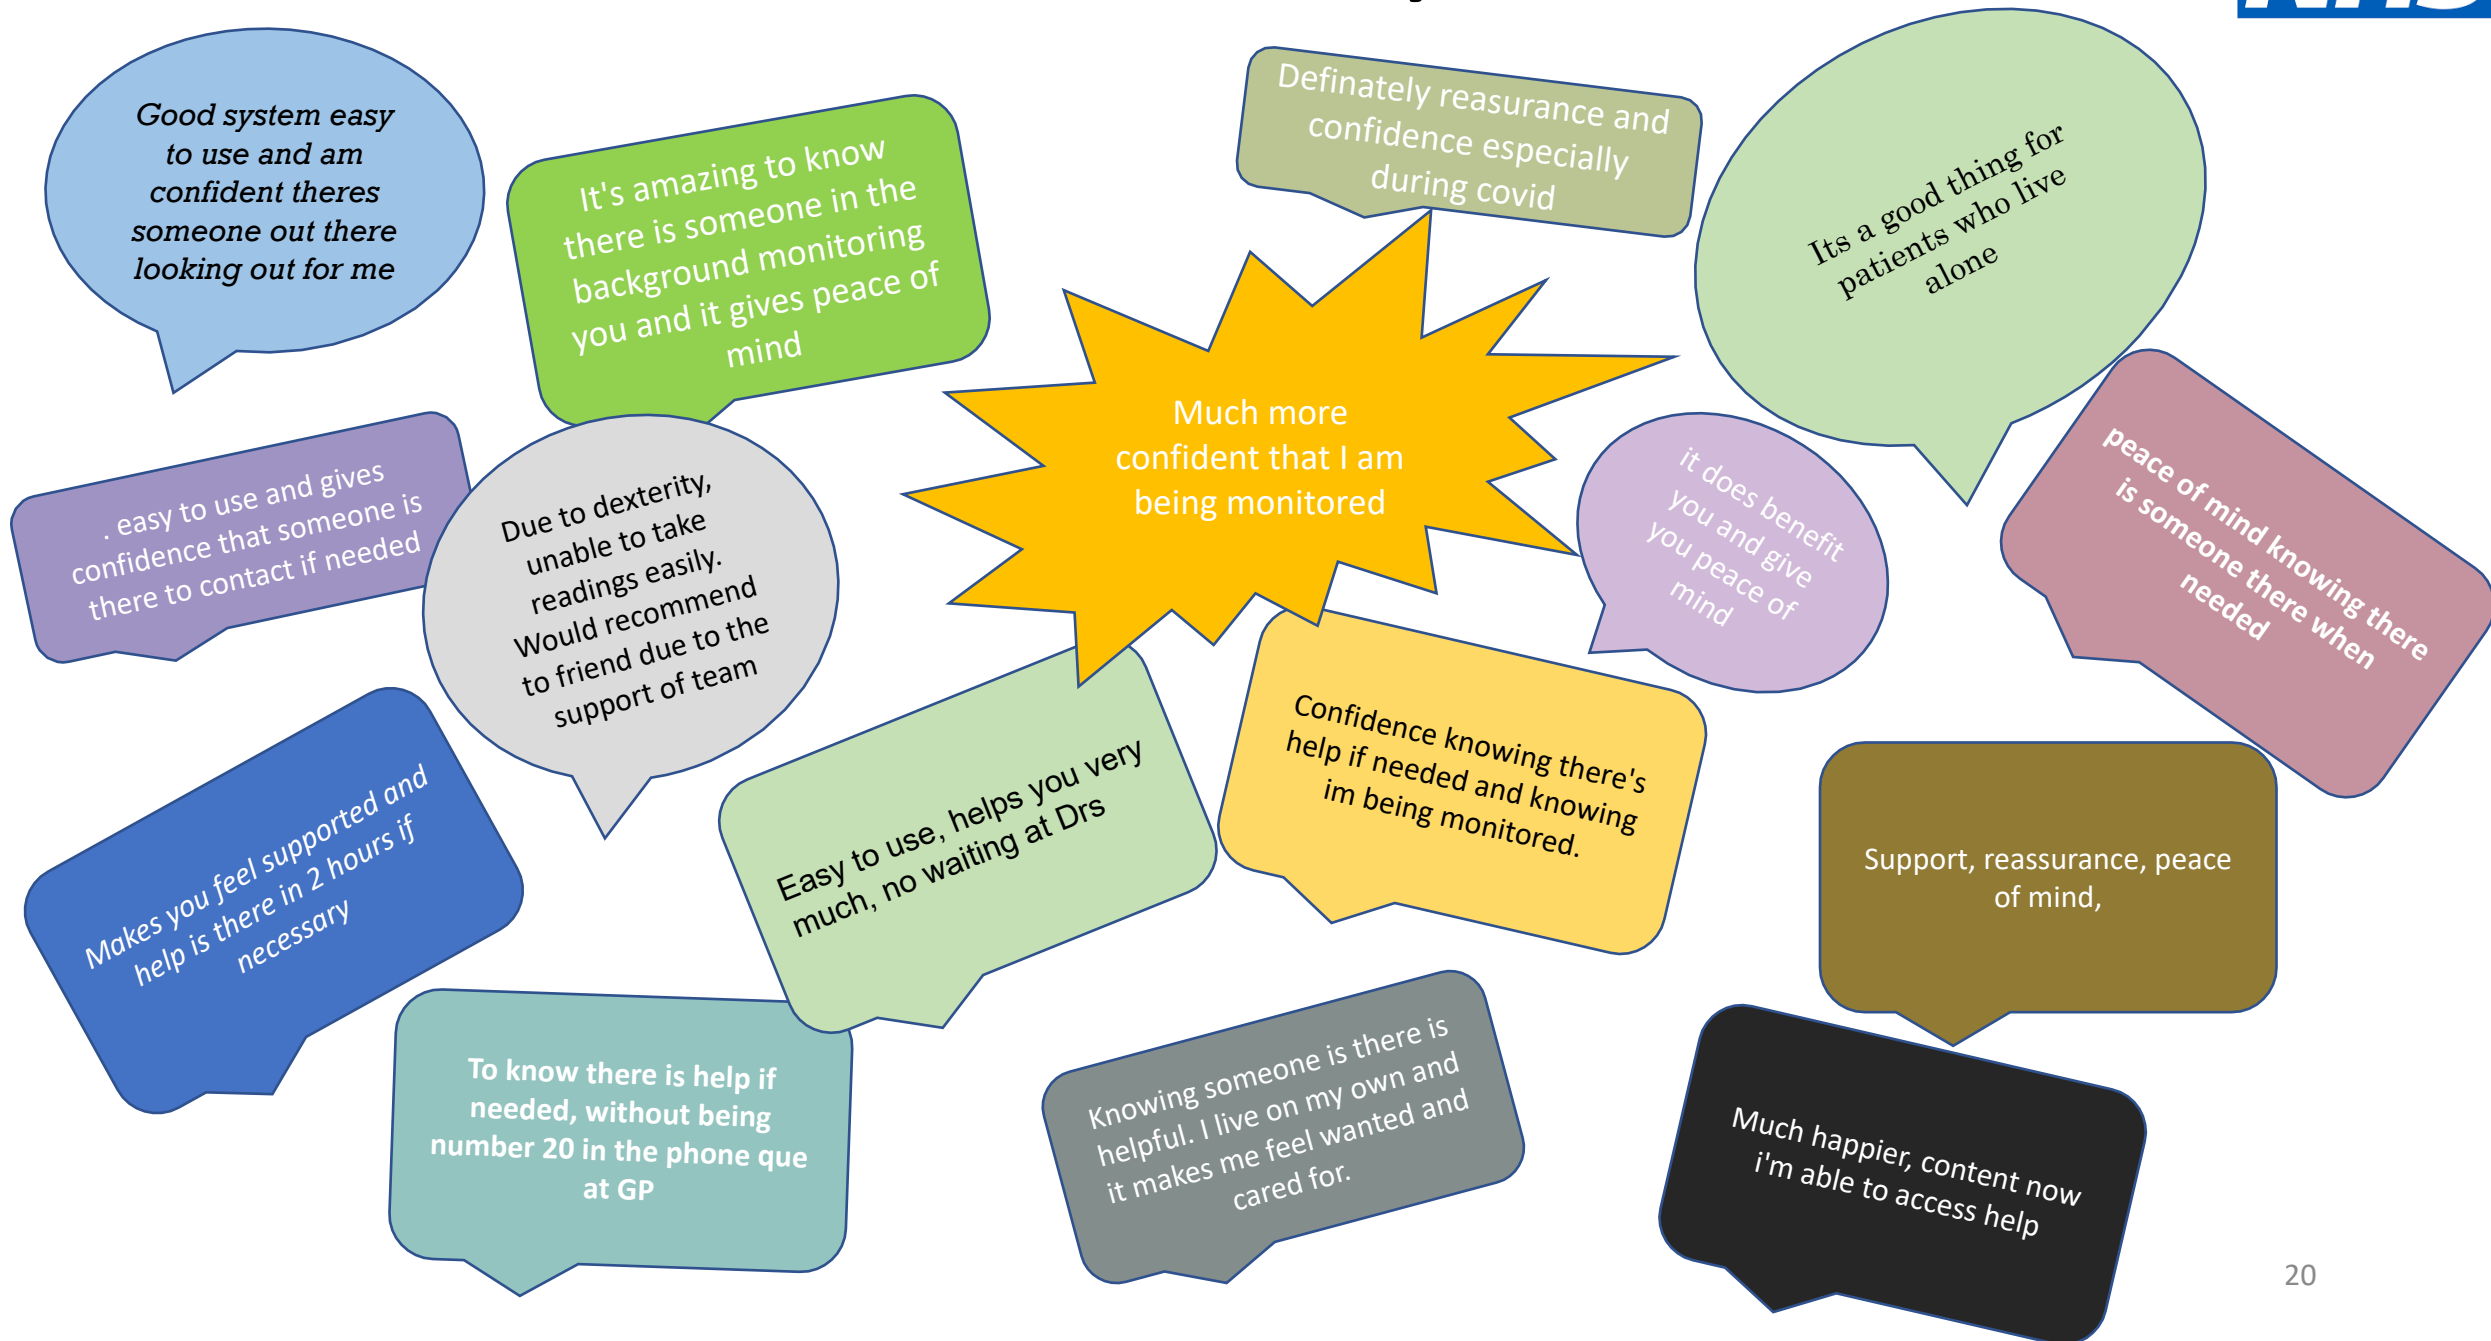 NHS
Good system easy
to use and am
confident theres
someone out there
looking out for me
It's amazing to know
there is someone in the
background monitoring
you and it gives peace of
mind
Definately reasurance and
confidence especially
during covid
Its a good thing for
patients who live
alone
Much more
confident that I am
being monitored
it does benefit
you and give
you peace of
mind
peace of mind knowing there
is someone there when
needed
. easy to use and gives
confidence that someone is
there to contact if needed
Due to dexterity,
unable to take
readings easily.
Would recommend
to friend due to the
support of team
Makes you feel supported and
help is there in 2 hours if
necessary
Easy to use, helps you very
much, no waiting at Drs
Confidence knowing there's
help if needed and knowing
im being monitored.
Support, reassurance, peace
of mind,
To know there is help if
needed, without being
number 20 in the phone que
at GP
Knowing someone is there is
helpful. I live on my own and
it makes me feel wanted and
cared for.
Much happier, content now
i'm able to access help
20